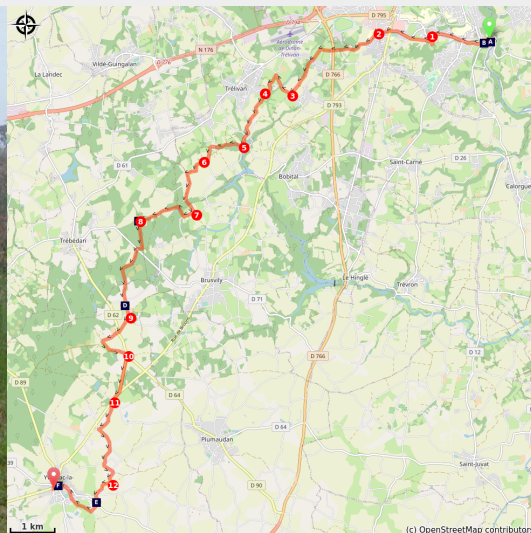 D 795
1
2
B A
N 176
Vildé-Guingalan
La Landec
D 766
Trélivan
4
3
D 793
5
6
D 61
Saint-Carné
D 26
Bobital
Calorgue
7
8
Trébédan
Brusvily
Le Hinglé
Trévron
D 71
D
D 62
9
D 12
10
D 766
D 89
D 64
11
Plumaudan
D 64
Saint-Juvat
F
12
D 90
E
1 km
(c) OpenStreetMap contributors